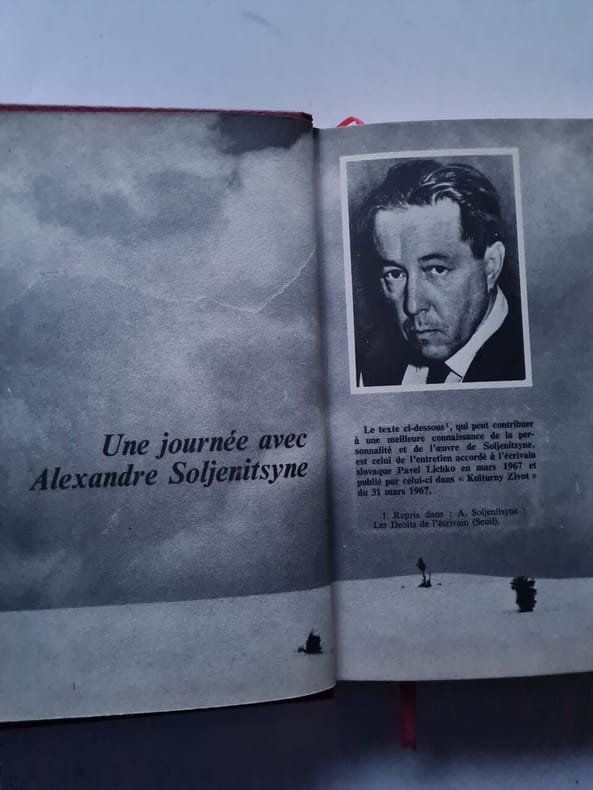 Une journée avec
Alexandre Soljenitsyne
Le texte ci-dessous¹, qui peut contribuer
à une meilleure connaissance de la per-
sonnalité et de l'œuvre de Soljenitsyne,
est celui de l'entretien accordé à l'écrivain
slovaque Pavel Lichko en mars 1967 et
publié par celui-ci dans « Kulturny Zivot »
du 31 mars 1967.
1. Repris dans : A. Soljenitsyne :
Les Droits de l'écrivain (Seuil).